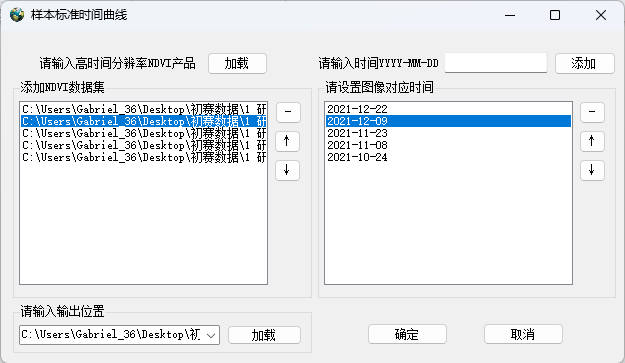 样本标准时间曲线
请输入高时间分辨率NDVI产品 加载 请输入时间YYYY-MM-DD 添加
添加NDVI数据集 请设置图像对应时间
C:\Users\Gabriel_36\Desktop\初赛数据\1 研 - 2021-12-22 -
C:\Users\Gabriel_36\Desktop\初赛数据\1 研 2021-12-09
C:\Users\Gabriel_36\Desktop\初赛数据\1 研 ↑ 2021-11-23 ↑
C:\Users\Gabriel_36\Desktop\初赛数据\1 研 2021-11-08
C:\Users\Gabriel_36\Desktop\初赛数据\1 研 ↓ 2021-10-24 ↓
请输入输出位置
C:\Users\Gabriel_36\Desktop\初 加载 确定 取消